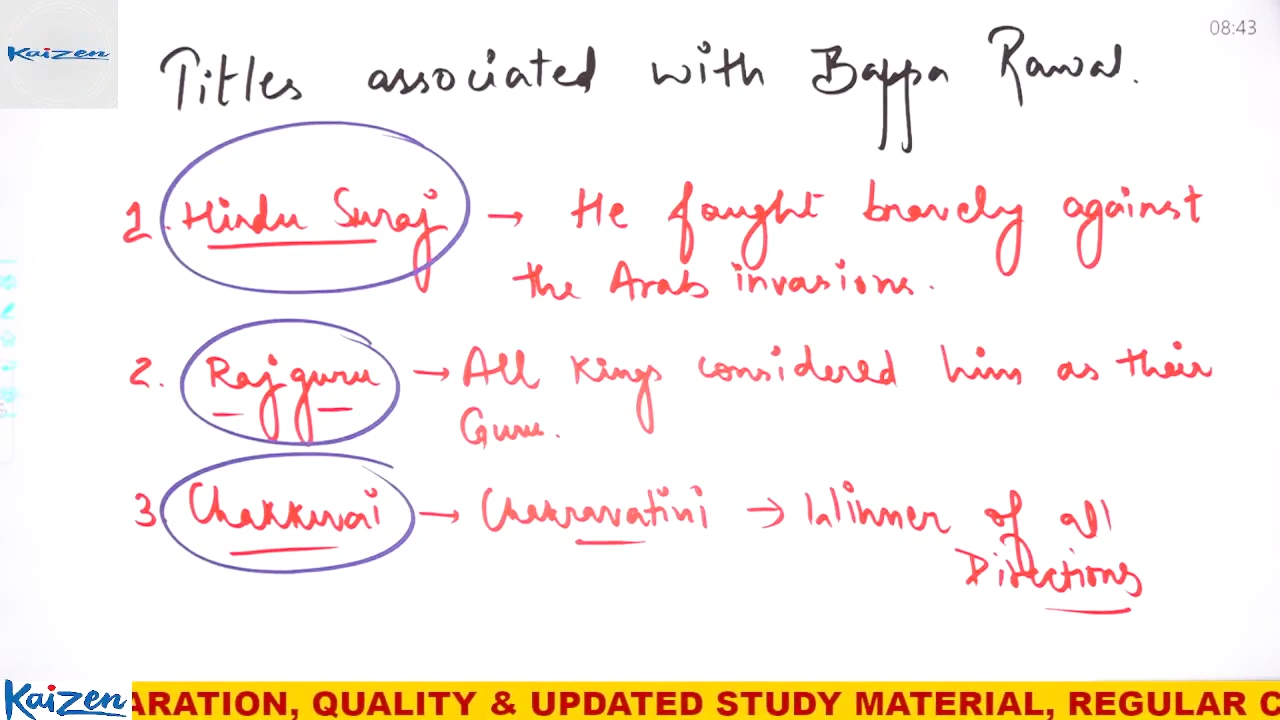 Kaizen
08:43
Titles associated with Bappa Rawal.
1. Hindu Suraj → He fought bravely against
the Arab invasions.
2. Rajguru → All Kings considered him as their
Guru.
3 Chakkwai → Chakravatini → Winner of all
Directions
Kaizen ARATION, QUALITY & UPDATED STUDY MATERIAL, REGULAR C